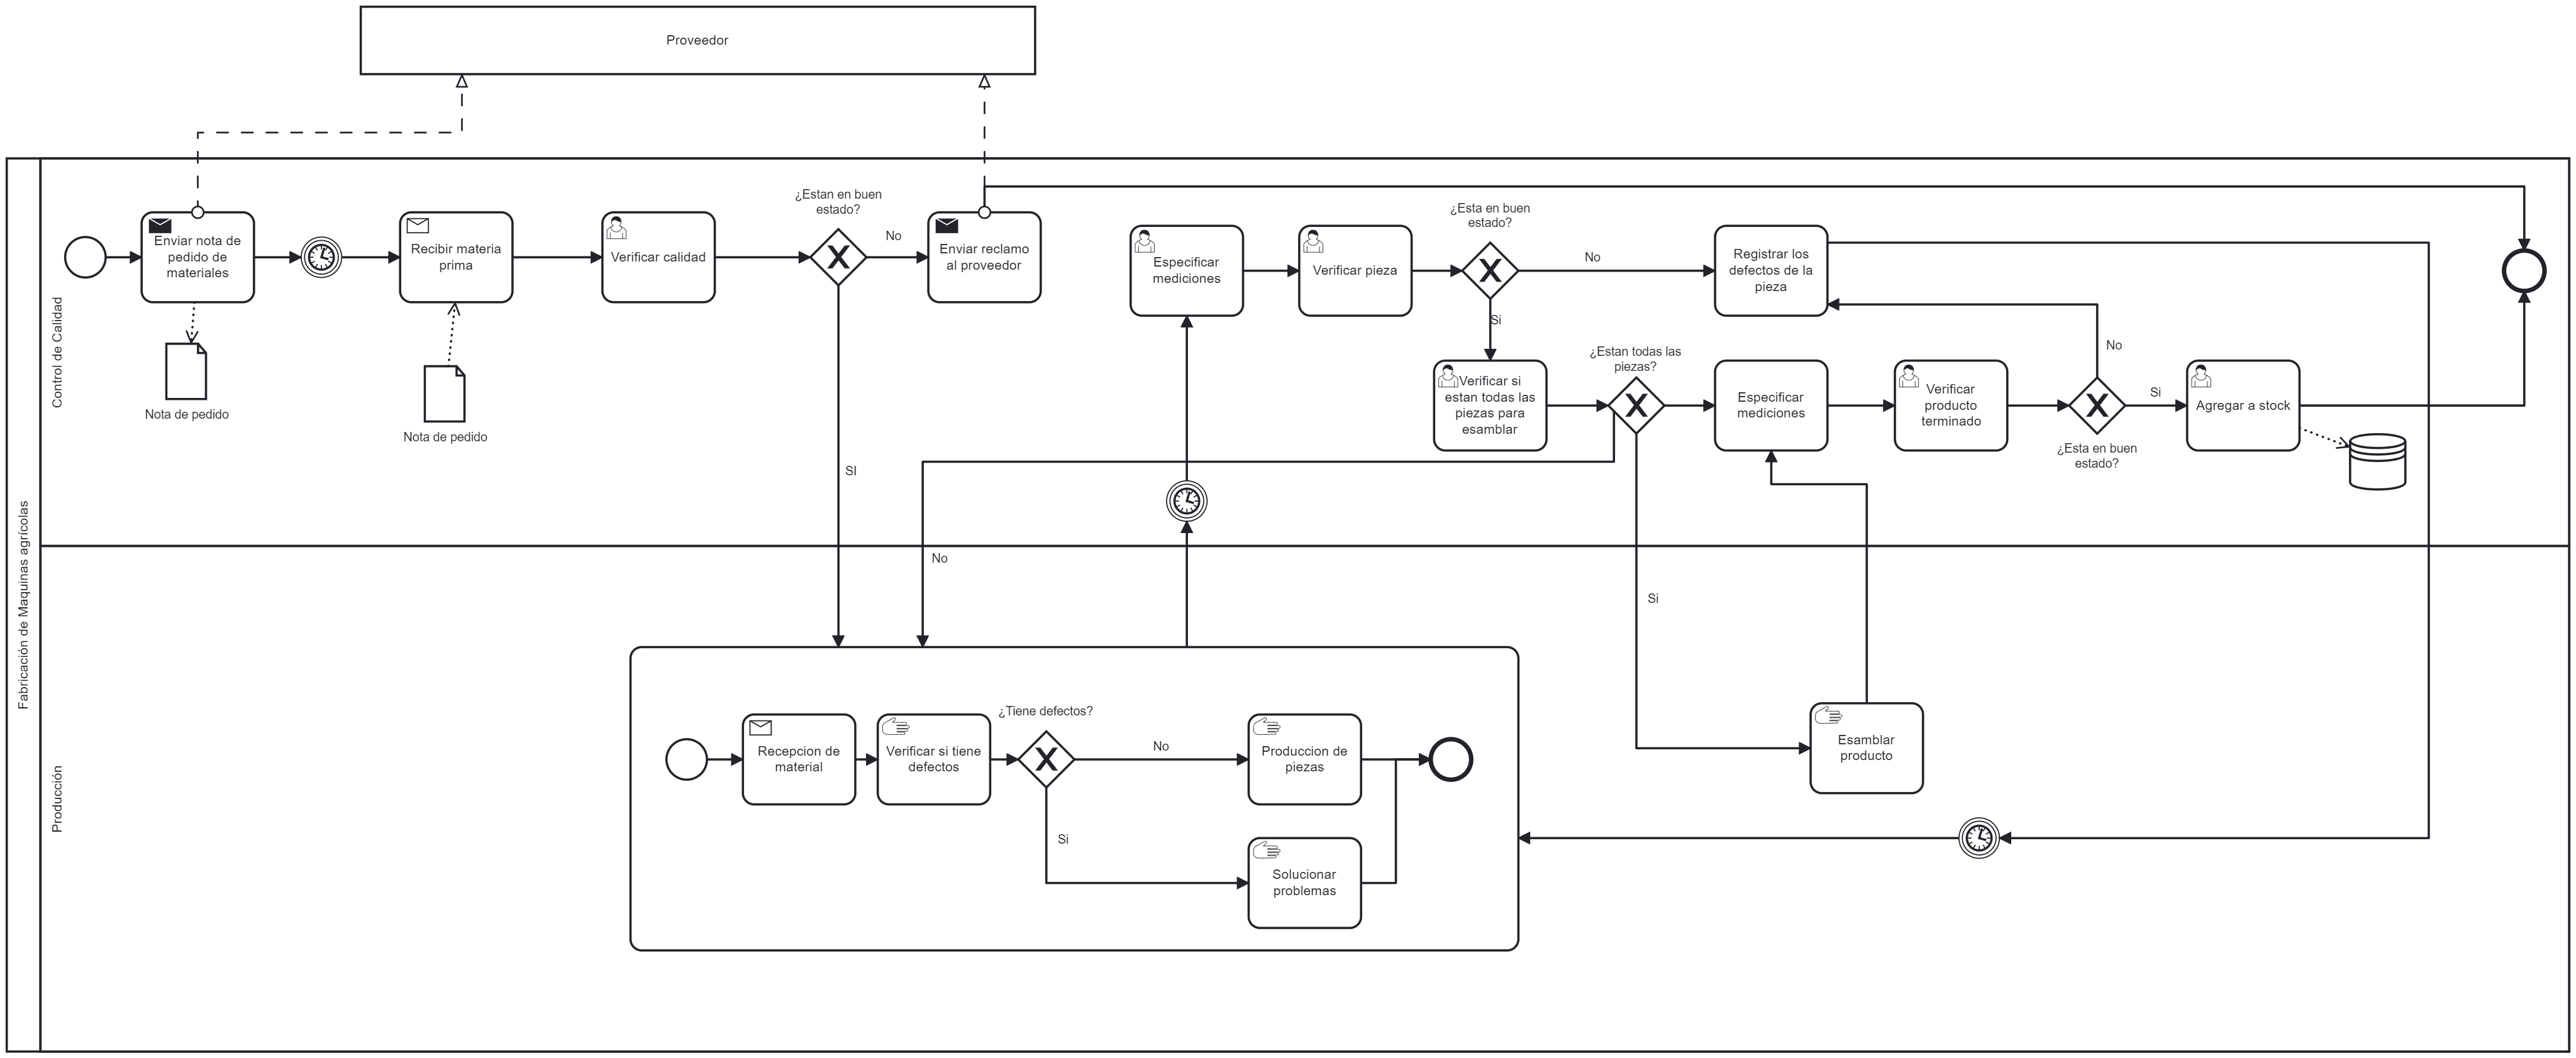 Proveedor
Fabricación de Maquinas agrícolas
Control de Calidad
Enviar nota de
pedido de
materiales
Nota de pedido
Recibir materia
prima
Nota de pedido
Verificar calidad
¿Estan en buen
estado?
No
SI
Enviar reclamo
al proveedor
Especificar
mediciones
Verificar pieza
¿Esta en buen
estado?
No
Si
Registrar los
defectos de la
pieza
Verificar si
estan todas las
piezas para
esamblar
¿Estan todas las
piezas?
No
Si
Especificar
mediciones
Verificar
producto
terminado
¿Esta en buen
estado?
No
Si
Agregar a stock
Producción
Recepcion de
material
Verificar si tiene
defectos
¿Tiene defectos?
No
Si
Produccion de
piezas
Solucionar
problemas
Esamblar
producto